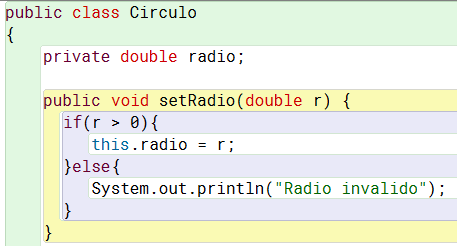 public class Circulo
{
private double radio;
public void setRadio(double r) {
if(r > 0){
this.radio = r;
}else{
System.out.println("Radio invalido");
}
}